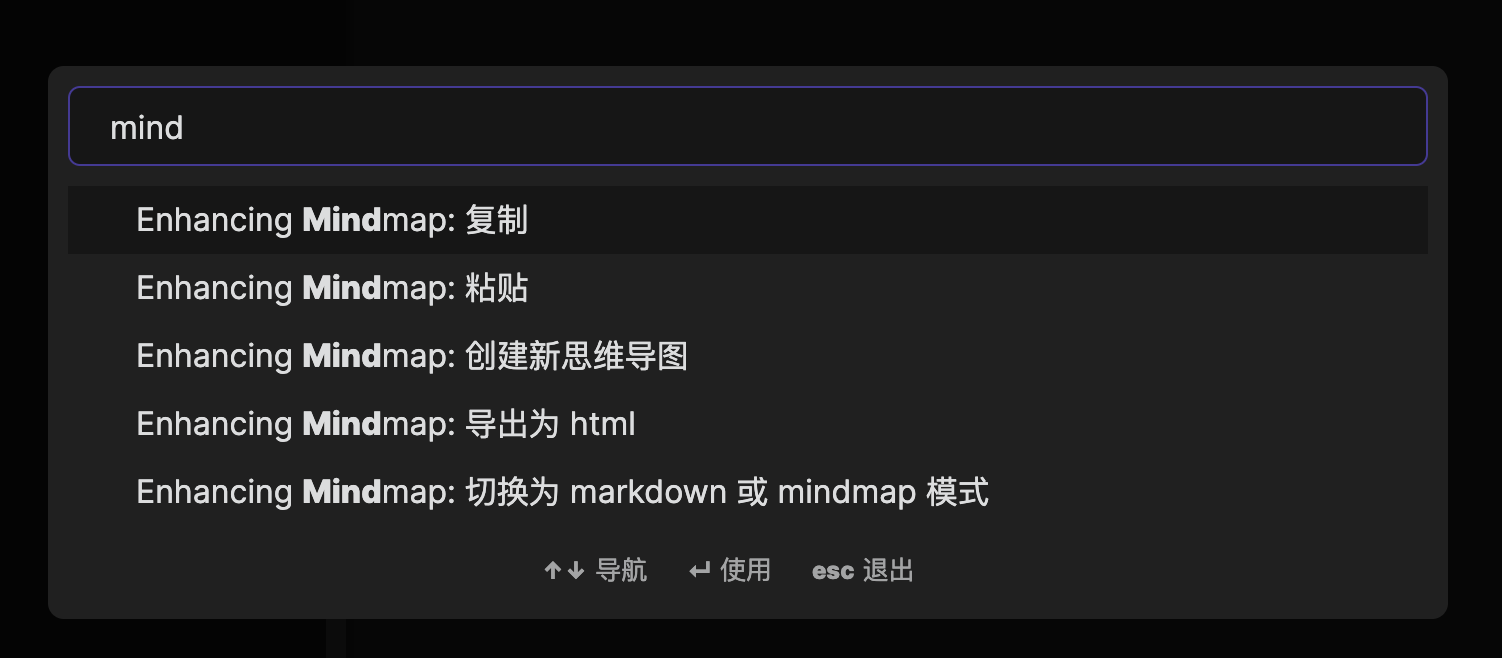 mind
Enhancing Mindmap: 复制
Enhancing Mindmap: 粘贴
Enhancing Mindmap: 创建新思维导图
Enhancing Mindmap: 导出为 html
Enhancing Mindmap: 切换为 markdown 或 mindmap 模式
↑↓ 导航 ↵ 使用 esc 退出